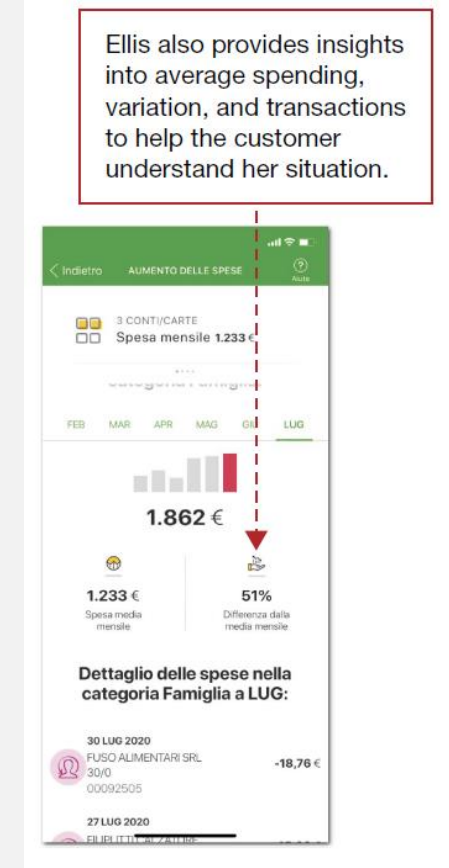 Ellis also provides insights
into average spending,
variation, and transactions
to help the customer
understand her situation.
Indietro
AUMENTO DELLE SPESE
?
Aiuto
3 CONTI/CARTE
Spesa mensile 1.233 €
categoria Famiglia:
FEB MAR APR MAG GIU LUG
1.862 €
1.233 €
51%
Spesa media
mensile
Differenza dalla
media mensile
Dettaglio delle spese nella
categoria Famiglia a LUG:
30 LUG 2020
FUSO ALIMENTARI SRL
30/0
00092505
-18,76 €
27 LUG 2020